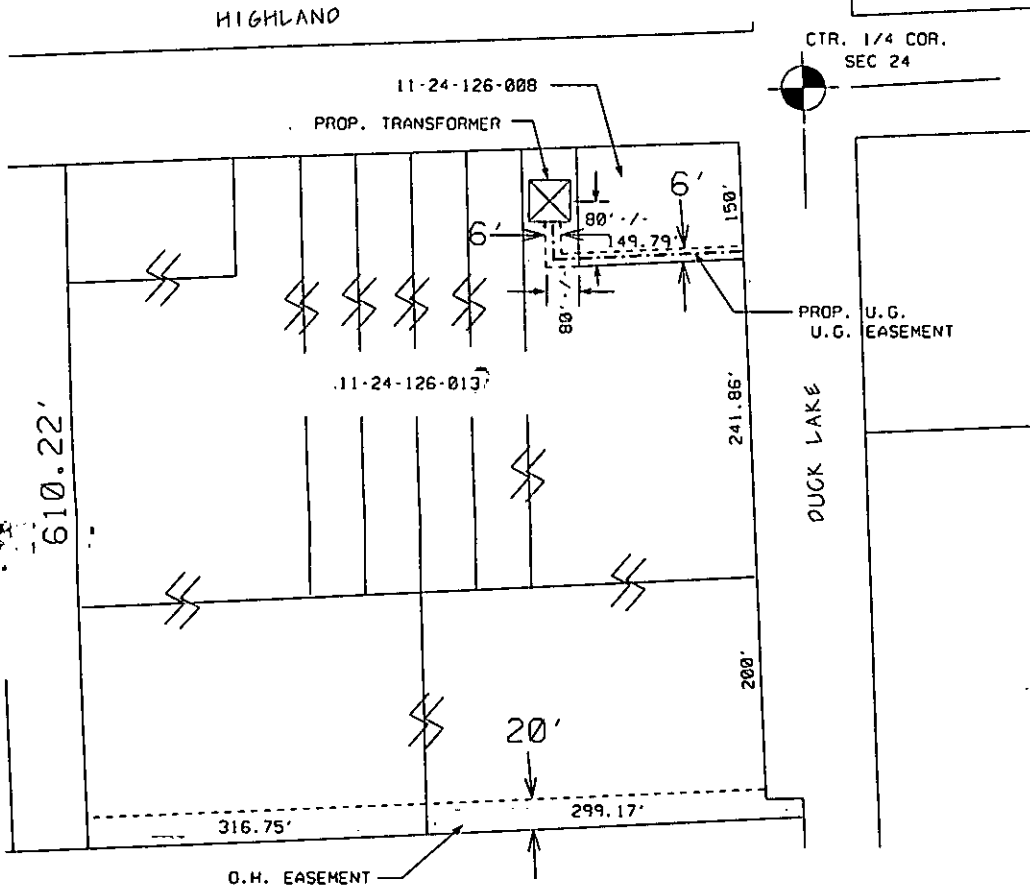 HIGHLAND
CTR. 1/4 COR.
SEC 24
11-24-126-008
PROP. TRANSFORMER
6'
150'
80'-/-
6'
149.79'
80'-/-
PROP. U.G.
U.G. EASEMENT
11-24-126-013
241.86'
DUCK LAKE
610.22'
200'
20'
316.75'
299.17'
O.H. EASEMENT